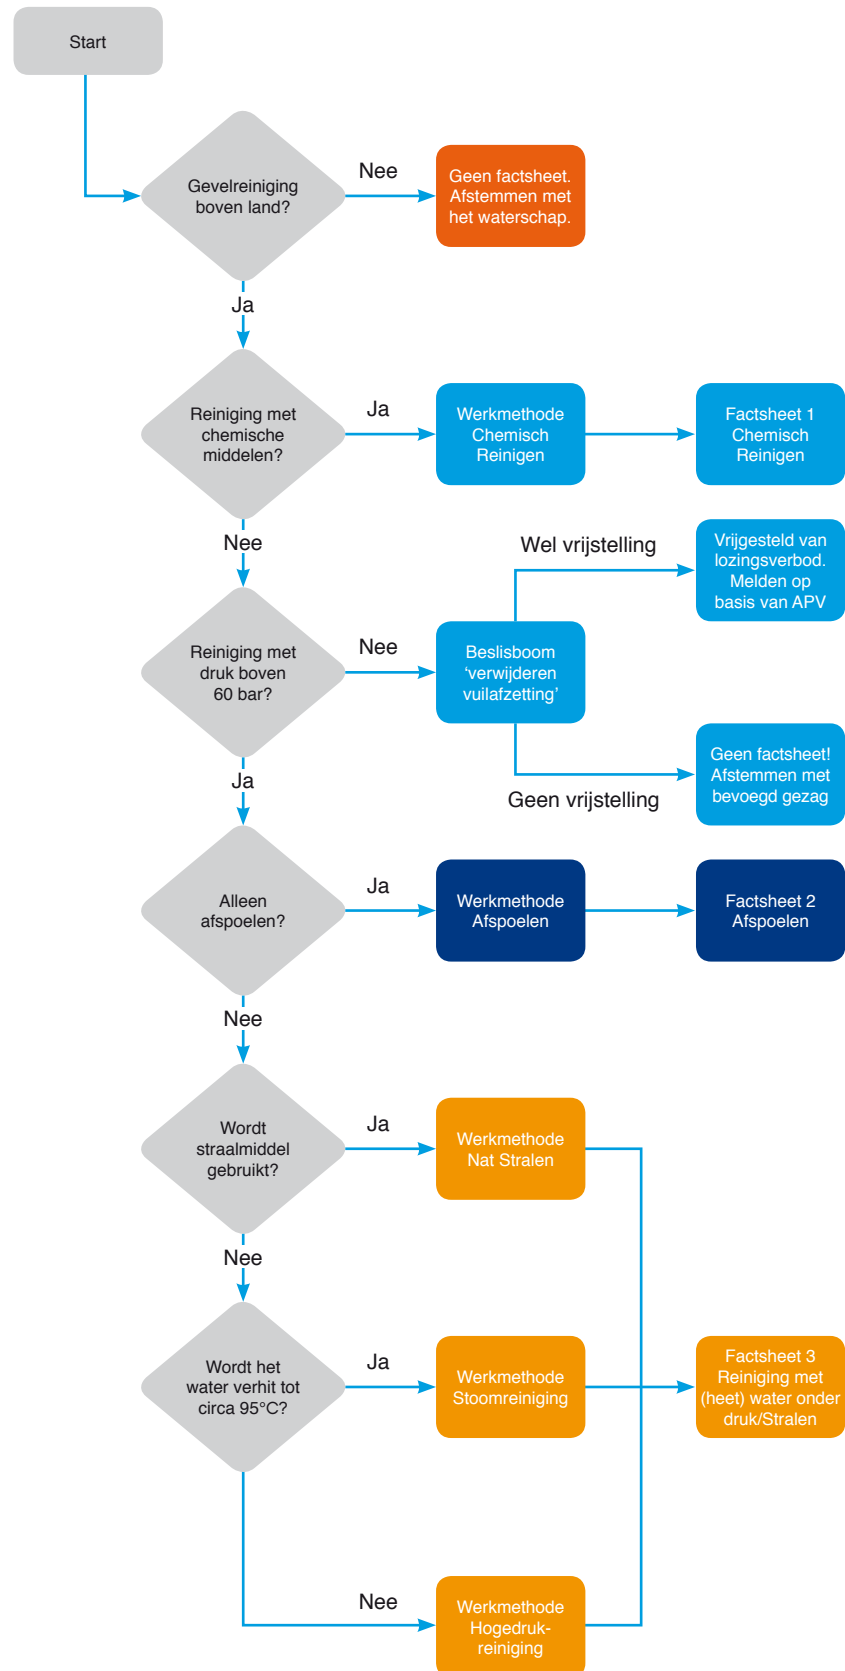 Start
Gevelreiniging
boven land?
Nee
Geen factsheet.
Afstemmen met
het waterschap.
Ja
Reiniging met
chemische
middelen?
Ja
Werkmethode
Chemisch
Reinigen
Factsheet 1
Chemisch
Reinigen
Nee
Wel vrijstelling
Vrijgesteld van
lozingsverbod.
Melden op
basis van APV
Reiniging met
druk boven
60 bar?
Nee
Beslisboom
‘verwijderen
vuilafzetting’
Geen vrijstelling
Geen factsheet!
Afstemmen met
bevoegd gezag
Ja
Alleen
afspoelen?
Ja
Werkmethode
Afspoelen
Factsheet 2
Afspoelen
Nee
Wordt
straalmiddel
gebruikt?
Ja
Werkmethode
Nat Stralen
Nee
Wordt het
water verhit tot
circa 95°C?
Ja
Werkmethode
Stoomreiniging
Factsheet 3
Reiniging met
(heet) water onder
druk/Stralen
Nee
Werkmethode
Hogedruk-
reiniging